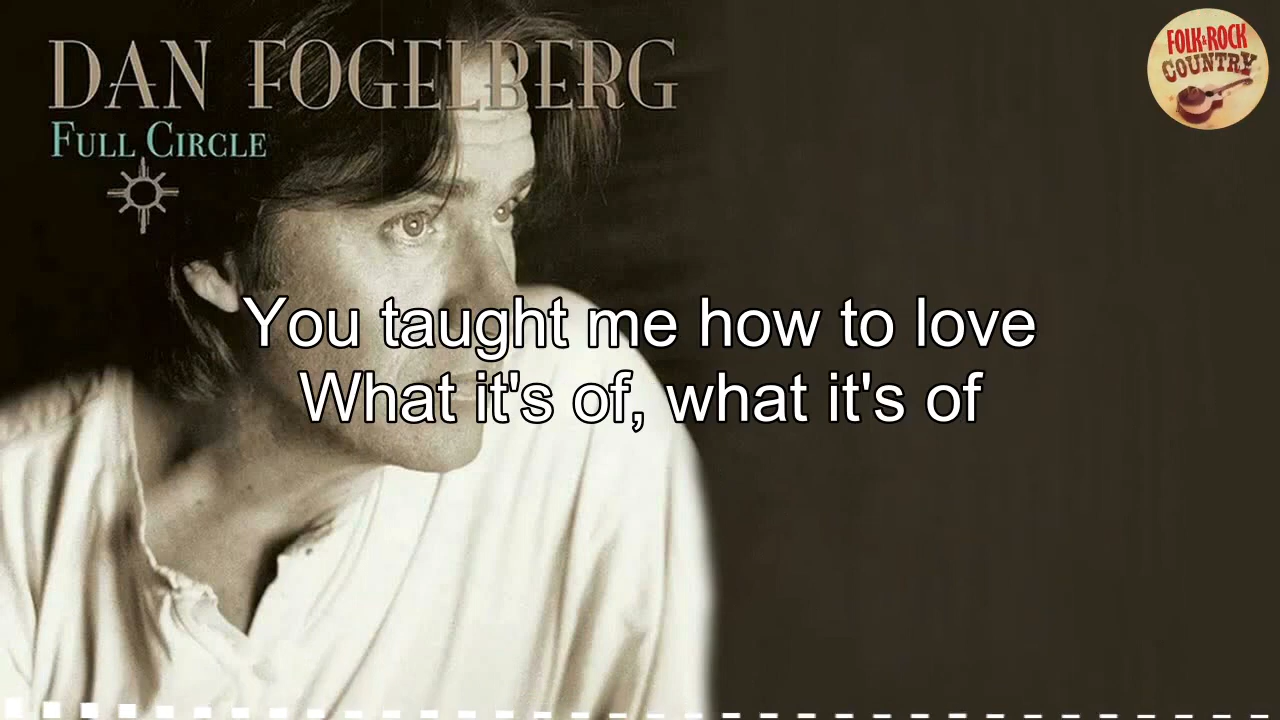 DAN FOGELBERG
FULL CIRCLE
FOLK & ROCK
COUNTRY
You taught me how to love
What it's of, what it's of